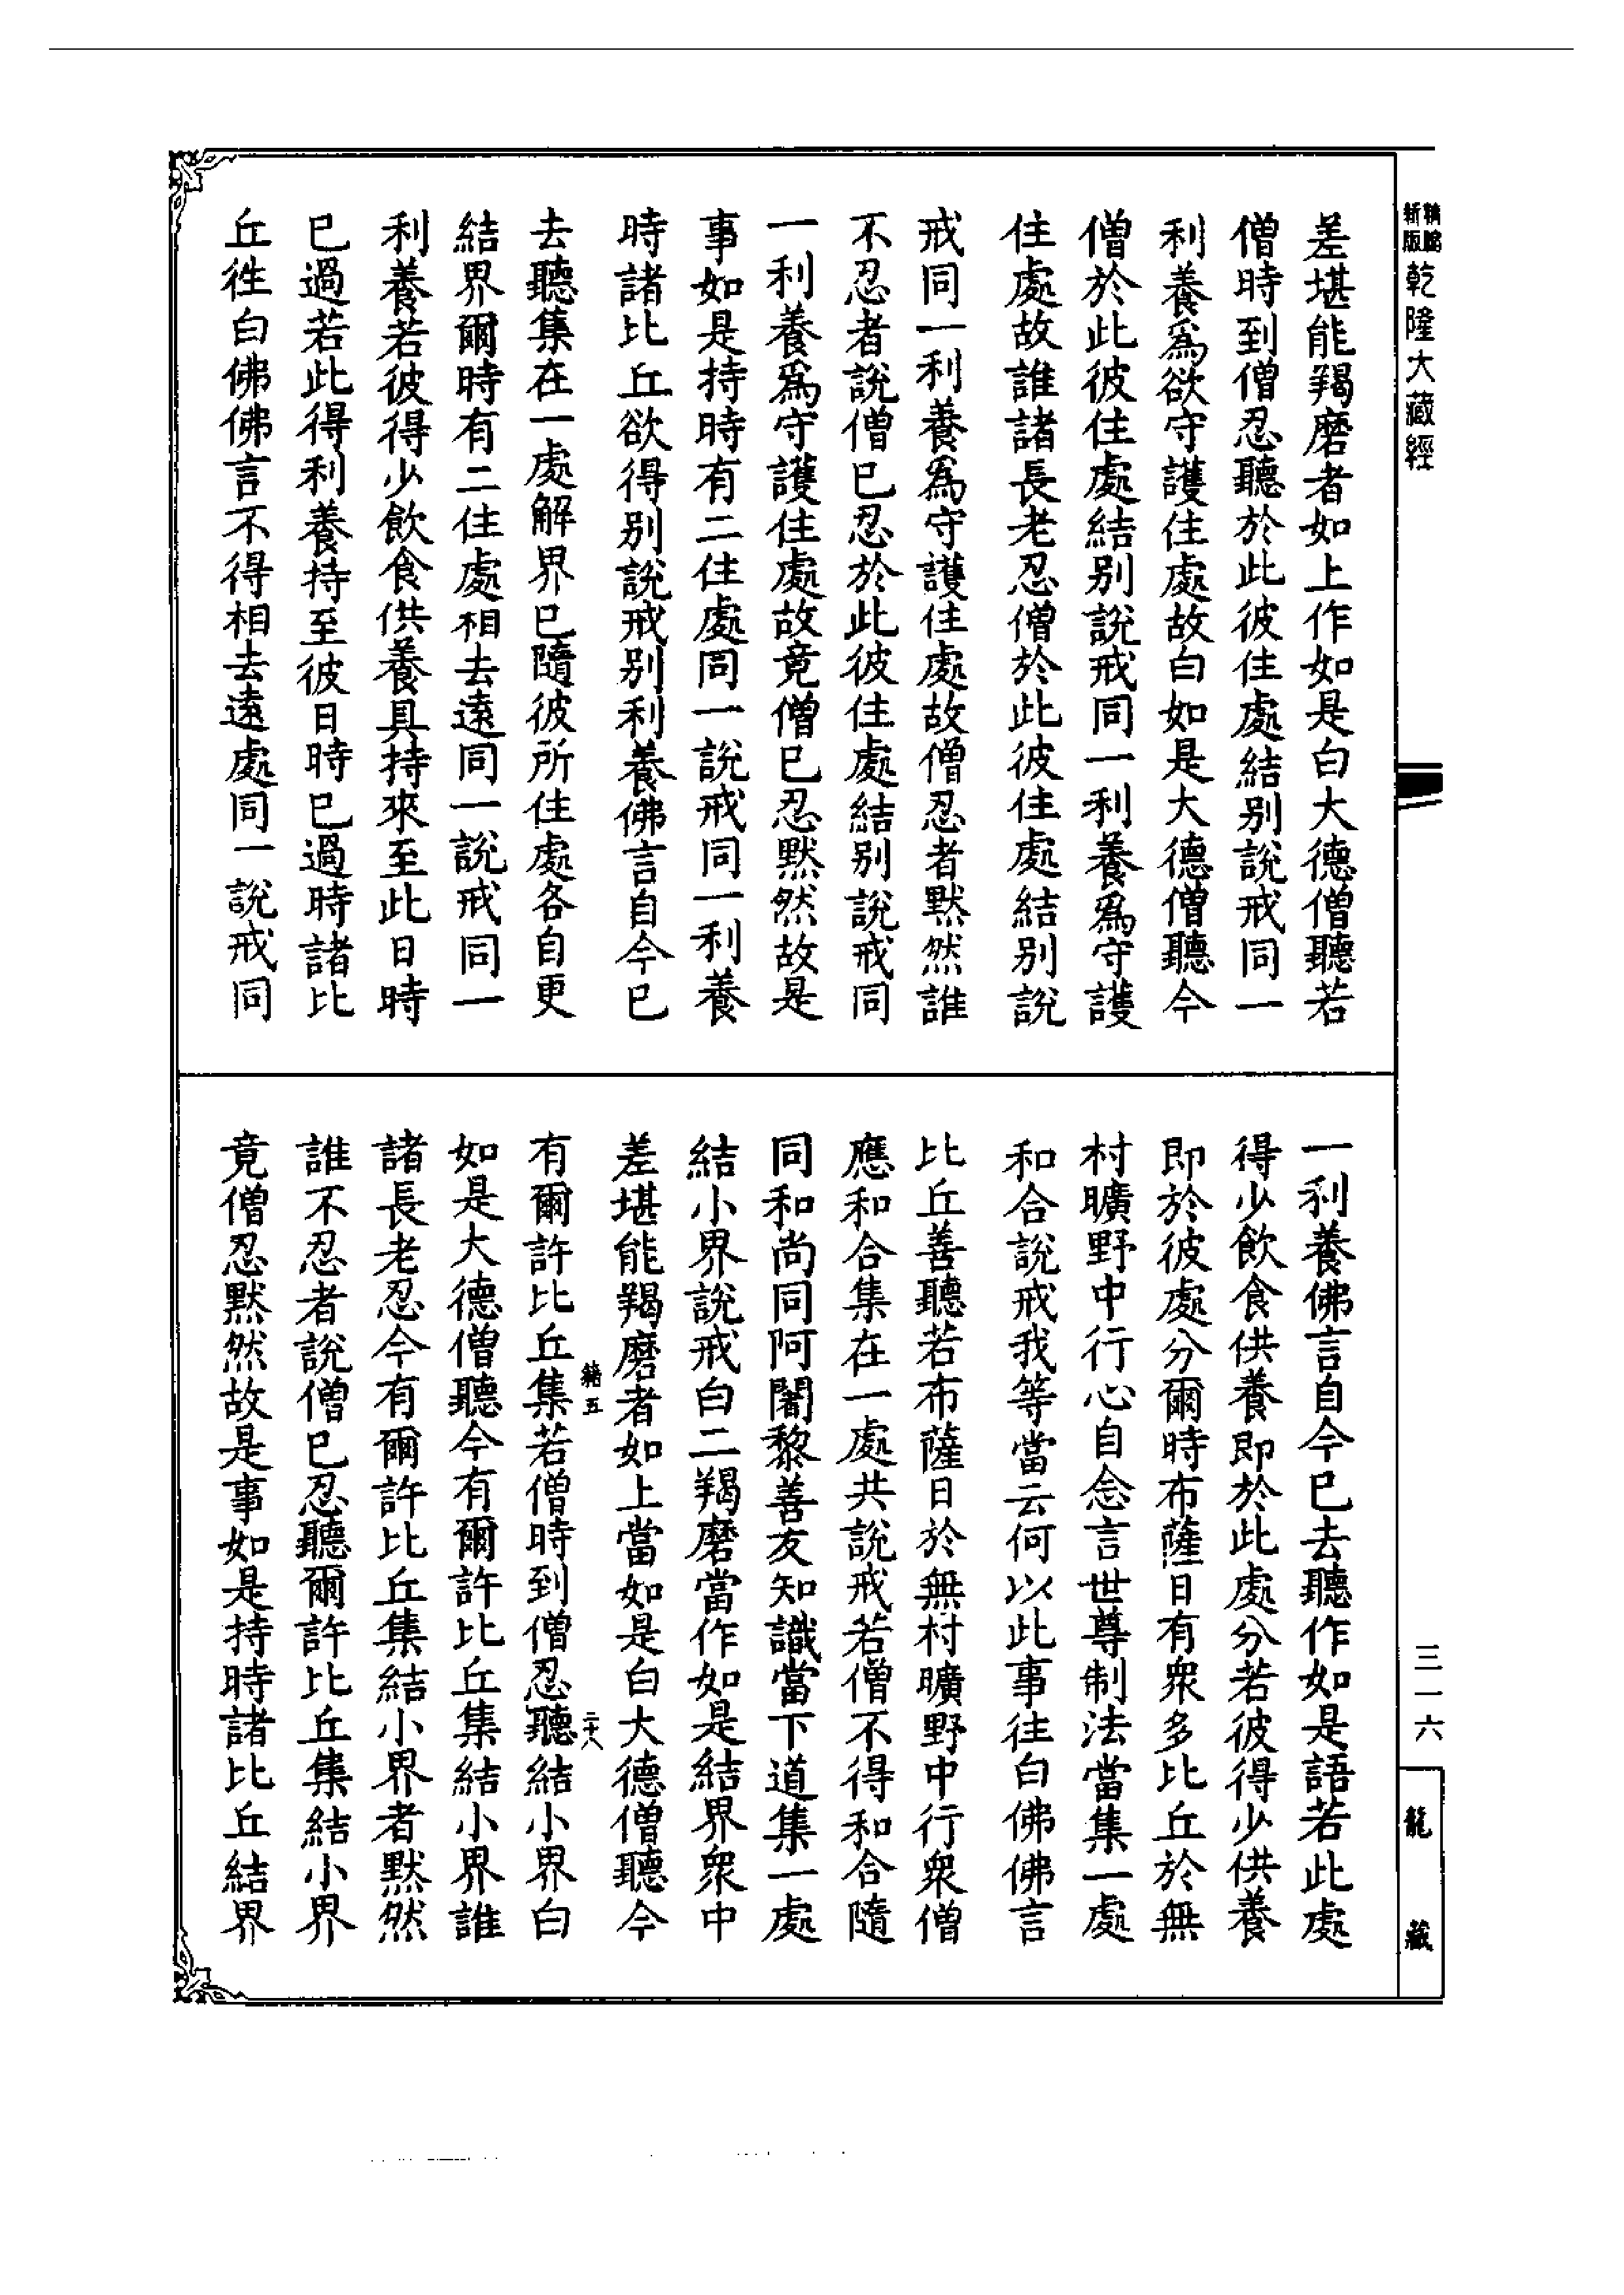 新版
精編
乾隆大藏經
差堪能羯磨者如上作如是白大德僧聽若
僧時到僧忍聽於此彼住處結別說戒同一
利養爲欲守護住處故白如是大德僧聽今
僧於此彼住處結別說戒同一利養爲守護
住處故誰諸長老忍僧於此彼住處結別說
戒同一利養爲守護住處故僧忍者默然誰
不忍者說僧已忍於此彼住處結別說戒同
一利養爲守護住處故竟僧已忍默然故是
事如是持時有二住處同一說戒同一利養
時諸比丘欲得別說戒別利養佛言自今已
去聽集在一處解界已隨彼所住處各自更
結界爾時有二住處相去遠同一說戒同一
利養若彼得少飲食供養具持來至此日時
已過若此得利養持至彼日時已過時諸比
丘徃白佛佛言不得相去遠處同一說戒同
一利養佛言自今已去聽作如是語若此處
得少飲食供養即於此處分若彼得少供養
即於彼處分爾時布薩日有衆多比丘於無
村曠野中行心自念言世尊制法當集一處
和合說戒我等當云何以此事往白佛佛言
比丘善聽若布薩日於無村曠野中行衆僧
應和合集在一處共說戒若僧不得和合隨
同和尚同阿闍黎善友知識當下道集一處
結小界說戒白二羯磨當作如是結界衆中
差堪能羯磨者如上當如是白大德僧聽今
籍五
二十八
有爾許比丘集若僧時到僧忍聽結小界白
如是大德僧聽今有爾許比丘集結小界誰
諸長老忍今有爾許比丘集結小界者默然
誰不忍者說僧已忍聽爾許比丘集結小界
竟僧忍默然故是事如是持時諸比丘結界
三一六
龍藏